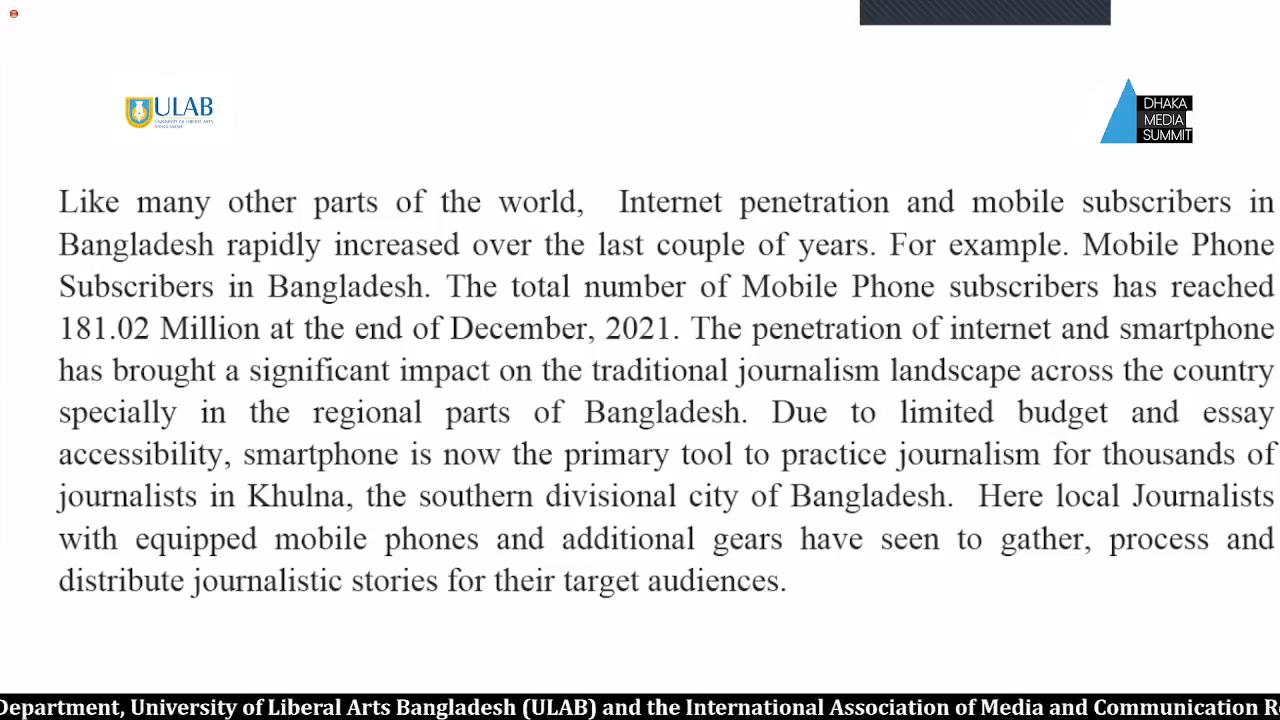 ULAB
UNIVERSITY OF LIBERAL ARTS
BANGLADESH
DHAKA
MEDIA
SUMMIT
Like many other parts of the world, Internet penetration and mobile subscribers in
Bangladesh rapidly increased over the last couple of years. For example. Mobile Phone
Subscribers in Bangladesh. The total number of Mobile Phone subscribers has reached
181.02 Million at the end of December, 2021. The penetration of internet and smartphone
has brought a significant impact on the traditional journalism landscape across the country
specially in the regional parts of Bangladesh. Due to limited budget and essay
accessibility, smartphone is now the primary tool to practice journalism for thousands of
journalists in Khulna, the southern divisional city of Bangladesh. Here local Journalists
with equipped mobile phones and additional gears have seen to gather, process and
distribute journalistic stories for their target audiences.
Department, University of Liberal Arts Bangladesh (ULAB) and the International Association of Media and Communication Re